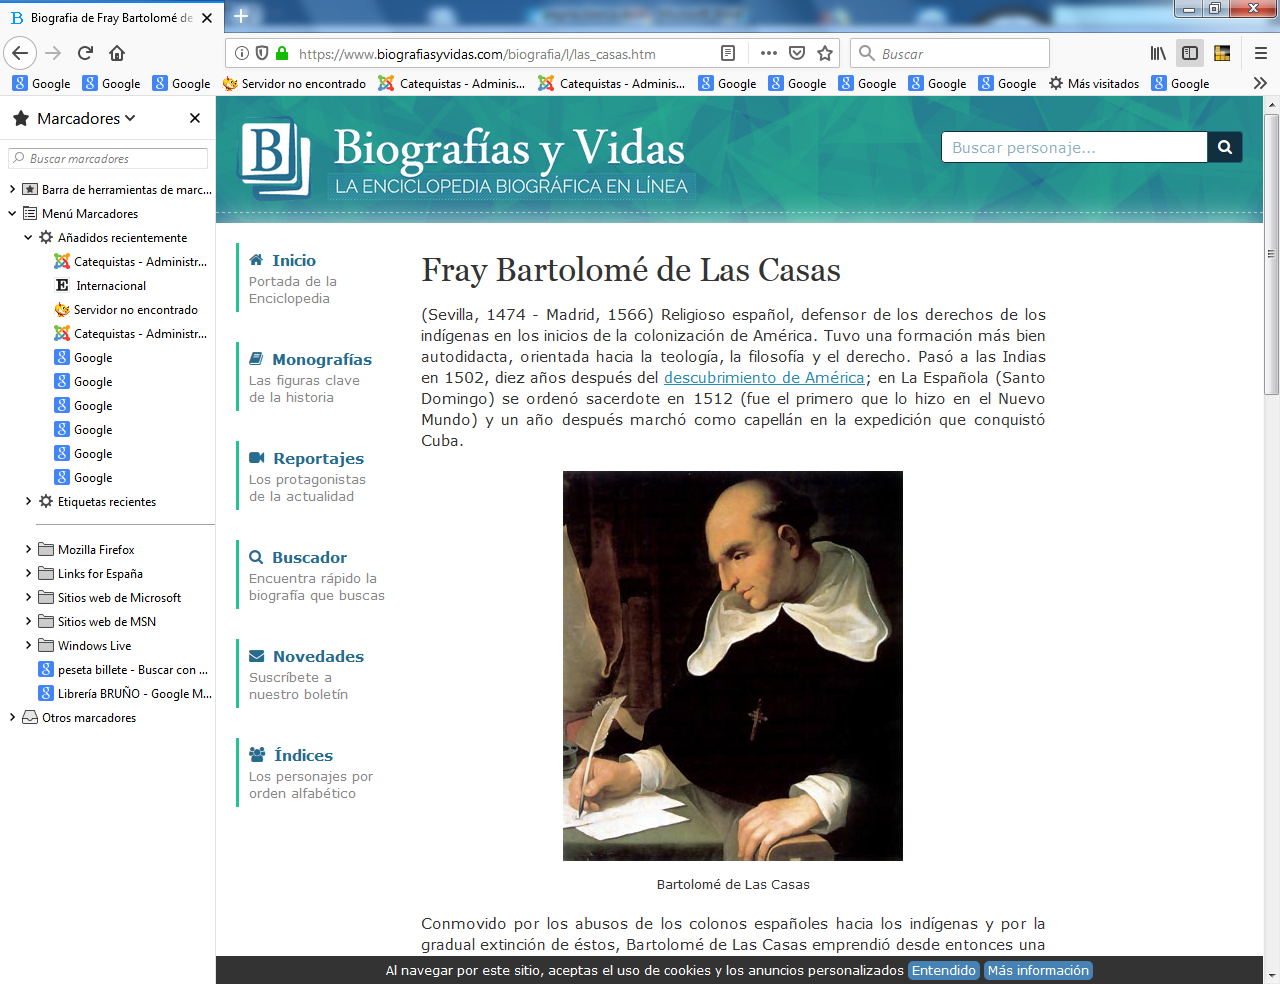 Biografia de Fray Bartolomé de
https://www.biografiasyvidas.com/biografia/l/las_casas.htm
Buscar
Google
Google
Google
Servidor no encontrado
Catequistas - Adminis...
Catequistas - Adminis...
Google
Google
Google
Google
Google
Más visitados
Google
Marcadores
Buscar marcadores
Barra de herramientas de marc...
Menú Marcadores
Añadidos recientemente
Catequistas - Administr...
E Internacional
Servidor no encontrado
Catequistas - Administr...
Google
Google
Google
Google
Google
Google
Etiquetas recientes
Mozilla Firefox
Links for España
Sitios web de Microsoft
Sitios web de MSN
Windows Live
peseta billete - Buscar con ...
Librería BRUÑO - Google M...
Otros marcadores
B
Biografías y Vidas
LA ENCICLOPEDIA BIOGRÁFICA EN LÍNEA
Buscar personaje...
Inicio
Portada de la
Enciclopedia
Monografías
Las figuras clave
de la historia
Reportajes
Los protagonistas
de la actualidad
Buscador
Encuentra rápido la
biografía que buscas
Novedades
Suscríbete a
nuestro boletín
Índices
Los personajes por
orden alfabético
Fray Bartolomé de Las Casas
(Sevilla, 1474 - Madrid, 1566) Religioso español, defensor de los derechos de los
indígenas en los inicios de la colonización de América. Tuvo una formación más bien
autodidacta, orientada hacia la teología, la filosofía y el derecho. Pasó a las Indias
en 1502, diez años después del descubrimiento de América; en La Española (Santo
Domingo) se ordenó sacerdote en 1512 (fue el primero que lo hizo en el Nuevo
Mundo) y un año después marchó como capellán en la expedición que conquistó
Cuba.
Bartolomé de Las Casas
Conmovido por los abusos de los colonos españoles hacia los indígenas y por la
gradual extinción de éstos, Bartolomé de Las Casas emprendió desde entonces una
Al navegar por este sitio, aceptas el uso de cookies y los anuncios personalizados Entendido Más información